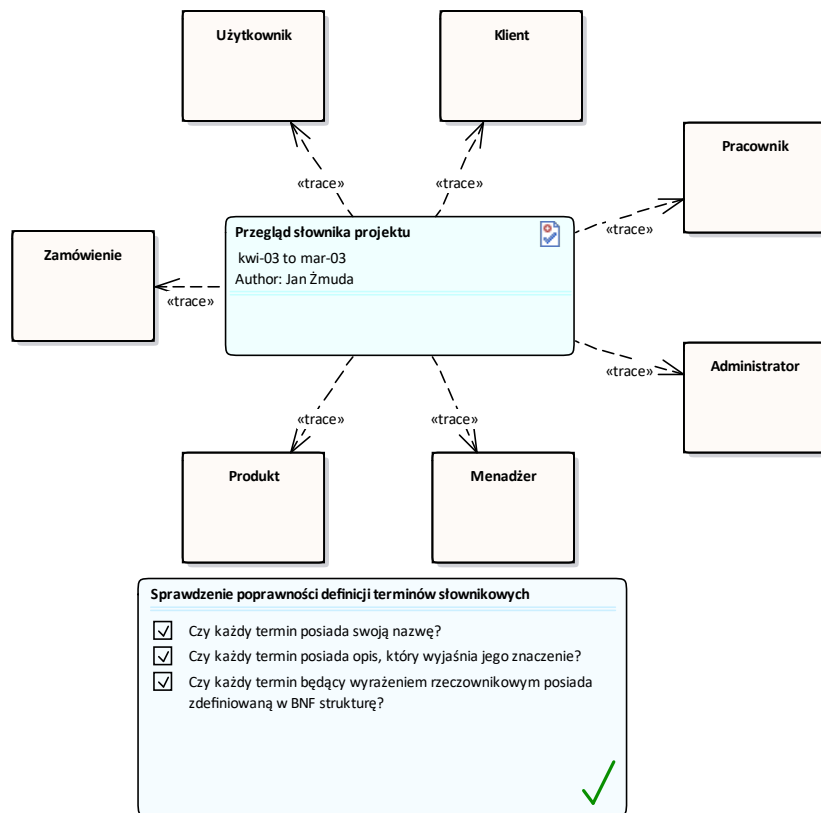 Użytkownik
Klient
Pracownik
«trace»
«trace»
«trace»
Przegląd słownika projektu
kwi-03 to mar-03
Author: Jan Żmuda
Zamówienie
«trace»
Administrator
«trace»
«trace»
«trace»
Produkt
Menadżer
Sprawdzenie poprawności definicji terminów słownikowych
Czy każdy termin posiada swoją nazwę?
Czy każdy termin posiada opis, który wyjaśnia jego znaczenie?
Czy każdy termin będący wyrażeniem rzeczownikowym posiada
zdefiniowaną w BNF strukturę?